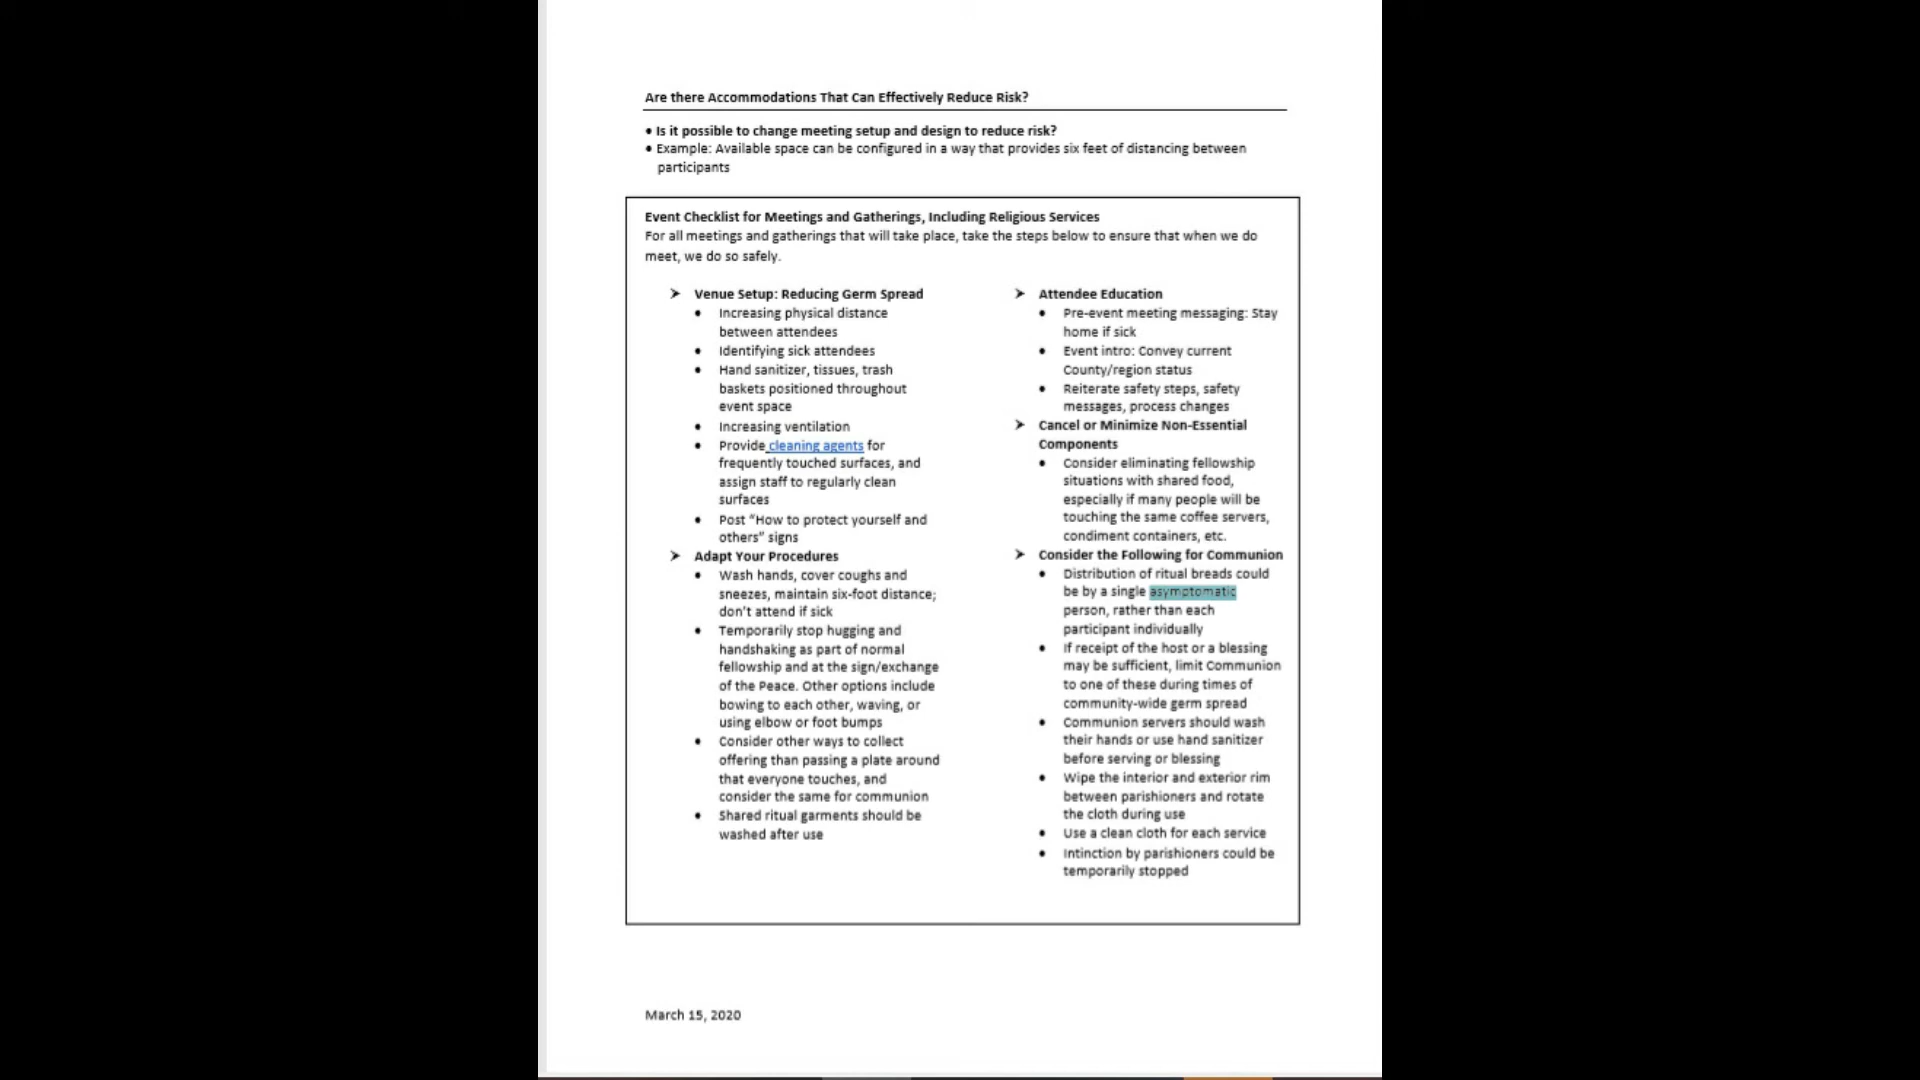 Are there Accommodations That Can Effectively Reduce Risk?
• Is it possible to change meeting setup and design to reduce risk?
• Example: Available space can be configured in a way that provides six feet of distancing between
participants
Event Checklist for Meetings and Gatherings, Including Religious Services
For all meetings and gatherings that will take place, take the steps below to ensure that when we do
meet, we do so safely.
➤ Venue Setup: Reducing Germ Spread
• Increasing physical distance
between attendees
• Identifying sick attendees
• Hand sanitizer, tissues, trash
baskets positioned throughout
event space
• Increasing ventilation
• Provide cleaning agents for
frequently touched surfaces, and
assign staff to regularly clean
surfaces
• Post “How to protect yourself and
others” signs
➤ Adapt Your Procedures
• Wash hands, cover coughs and
sneezes, maintain six-foot distance;
don’t attend if sick
• Temporarily stop hugging and
handshaking as part of normal
fellowship and at the sign/exchange
of the Peace. Other options include
bowing to each other, waving, or
using elbow or foot bumps
• Consider other ways to collect
offering than passing a plate around
that everyone touches, and
consider the same for communion
• Shared ritual garments should be
washed after use
➤ Attendee Education
• Pre-event meeting messaging: Stay
home if sick
• Event intro: Convey current
County/region status
• Reiterate safety steps, safety
messages, process changes
➤ Cancel or Minimize Non-Essential
Components
• Consider eliminating fellowship
situations with shared food,
especially if many people will be
touching the same coffee servers,
condiment containers, etc.
➤ Consider the Following for Communion
• Distribution of ritual breads could
be by a single asymptomatic
person, rather than each
participant individually
• If receipt of the host or a blessing
may be sufficient, limit Communion
to one of these during times of
community-wide germ spread
• Communion servers should wash
their hands or use hand sanitizer
before serving or blessing
• Wipe the interior and exterior rim
between parishioners and rotate
the cloth during use
• Use a clean cloth for each service
• Intinction by parishioners could be
temporarily stopped
March 15, 2020